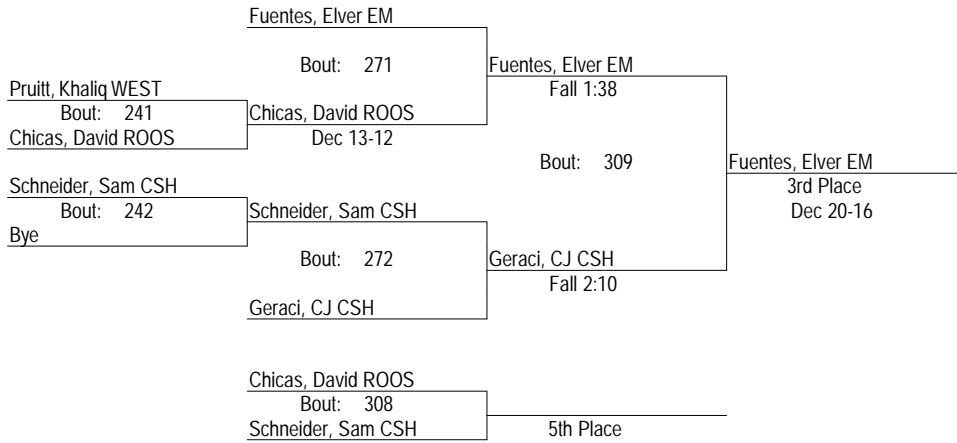 Fuentes, Elver EM
Bout: 271
Fuentes, Elver EM
Fall 1:38
Pruitt, Khaliq WEST
Bout: 241
Chicas, David ROOS
Chicas, David ROOS
Dec 13-12
Bout: 309
Fuentes, Elver EM
3rd Place
Dec 20-16
Schneider, Sam CSH
Bout: 242
Bye
Schneider, Sam CSH
Bout: 272
Geraci, CJ CSH
Fall 2:10
Geraci, CJ CSH
Chicas, David ROOS
Bout: 308
Schneider, Sam CSH
5th Place